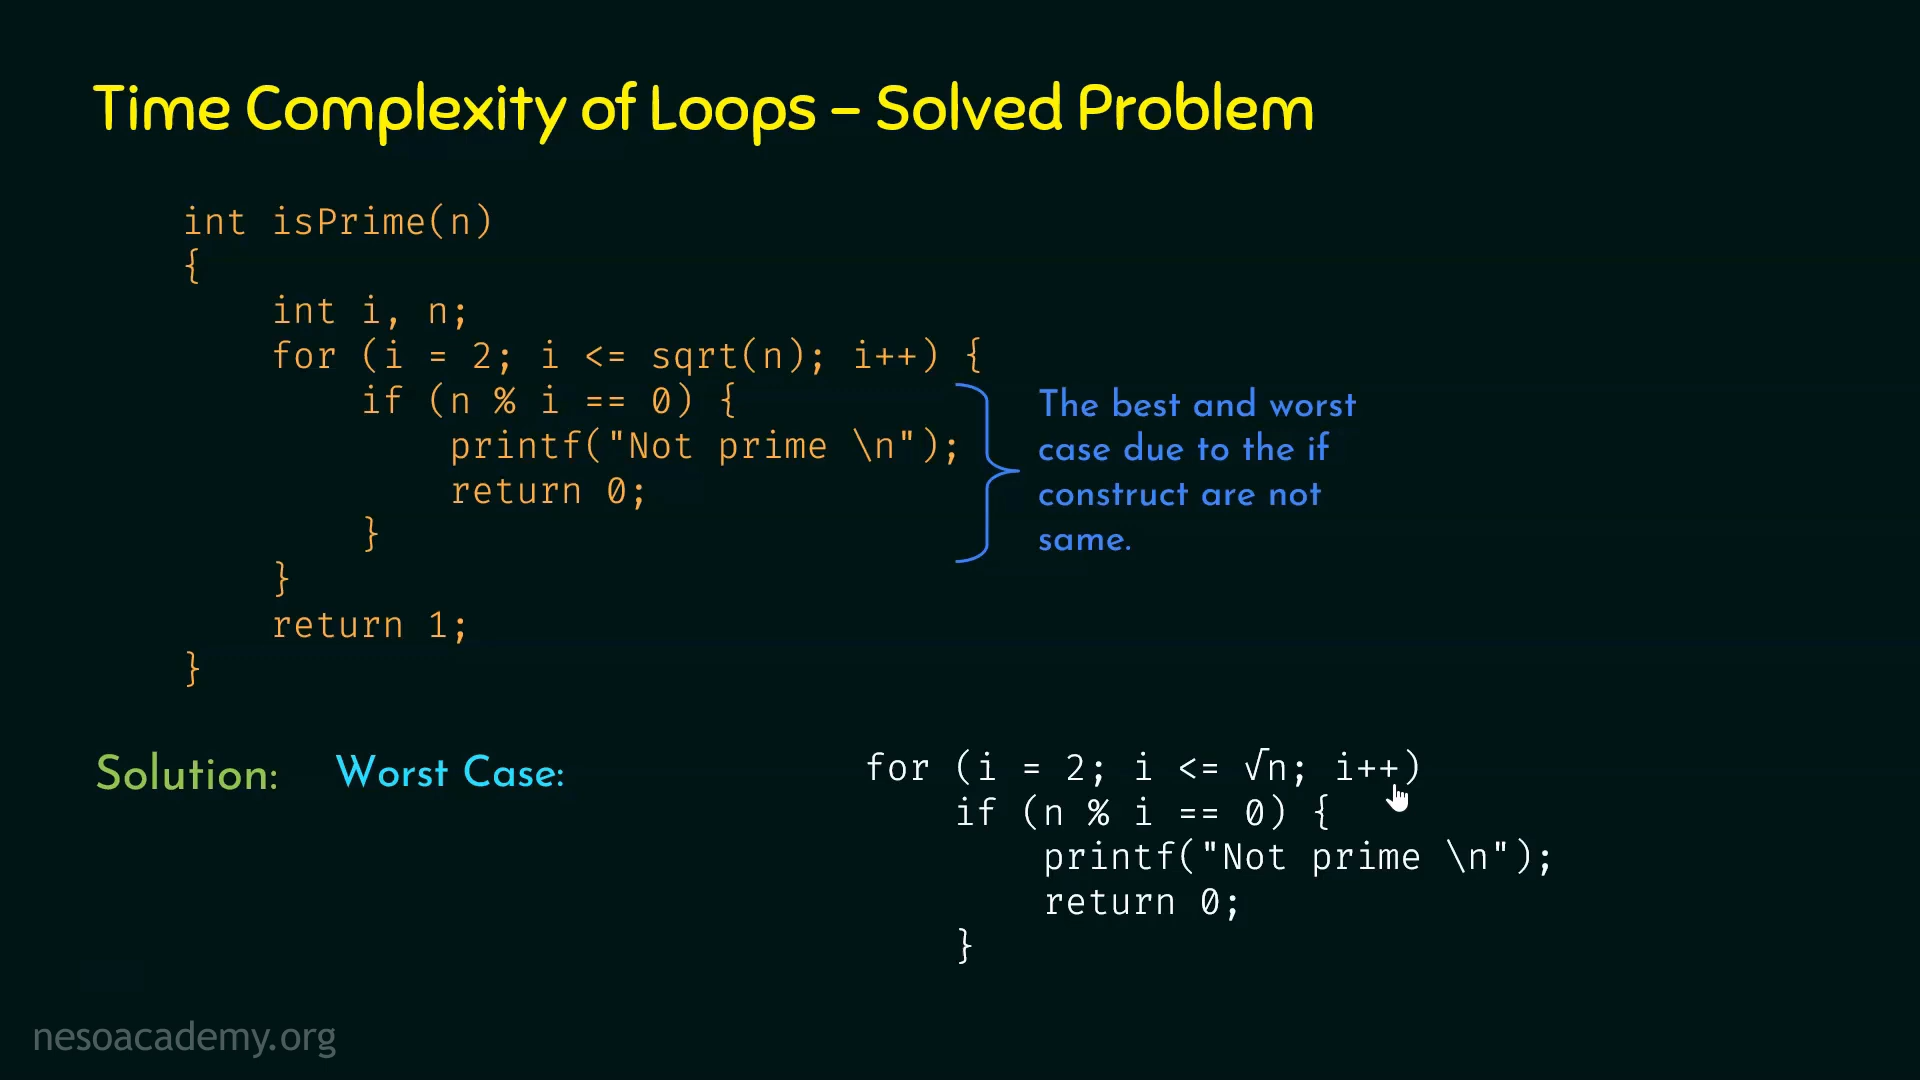 Time Complexity of Loops – Solved Problem
int isPrime(n)
{
int i, n;
for (i = 2; i <= sqrt(n); i++) {
if (n % i == 0) {
printf("Not prime \n");
return 0;
}
}
return 1;
}
The best and worst
case due to the if
construct are not
same.
Solution:
Worst Case:
for (i = 2; i <= √n; i++)
if (n % i == 0) {
printf("Not prime \n");
return 0;
}
nesoacademy.org